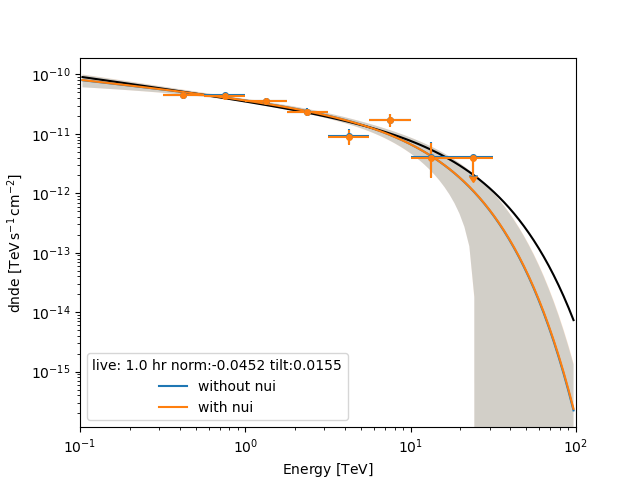 10⁻¹⁰
10⁻¹¹
10⁻¹²
10⁻¹³
10⁻¹⁴
10⁻¹⁵
dnde [TeV s⁻¹ cm⁻²]
live: 1.0 hr norm:-0.0452 tilt:0.0155
without nui
with nui
10⁻¹ 10⁰ 10¹ 10²
Energy [TeV]